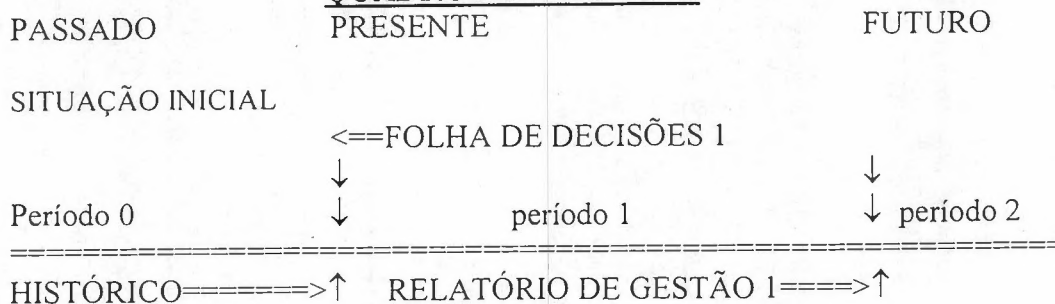 PASSADO PRESENTE FUTURO
SITUAÇÃO INICIAL
<==FOLHA DE DECISÕES 1
↓ ↓
Período 0 ↓ período 1 ↓ período 2
==============================================================
HISTÓRICO=======>↑ RELATÓRIO DE GESTÃO 1====>↑